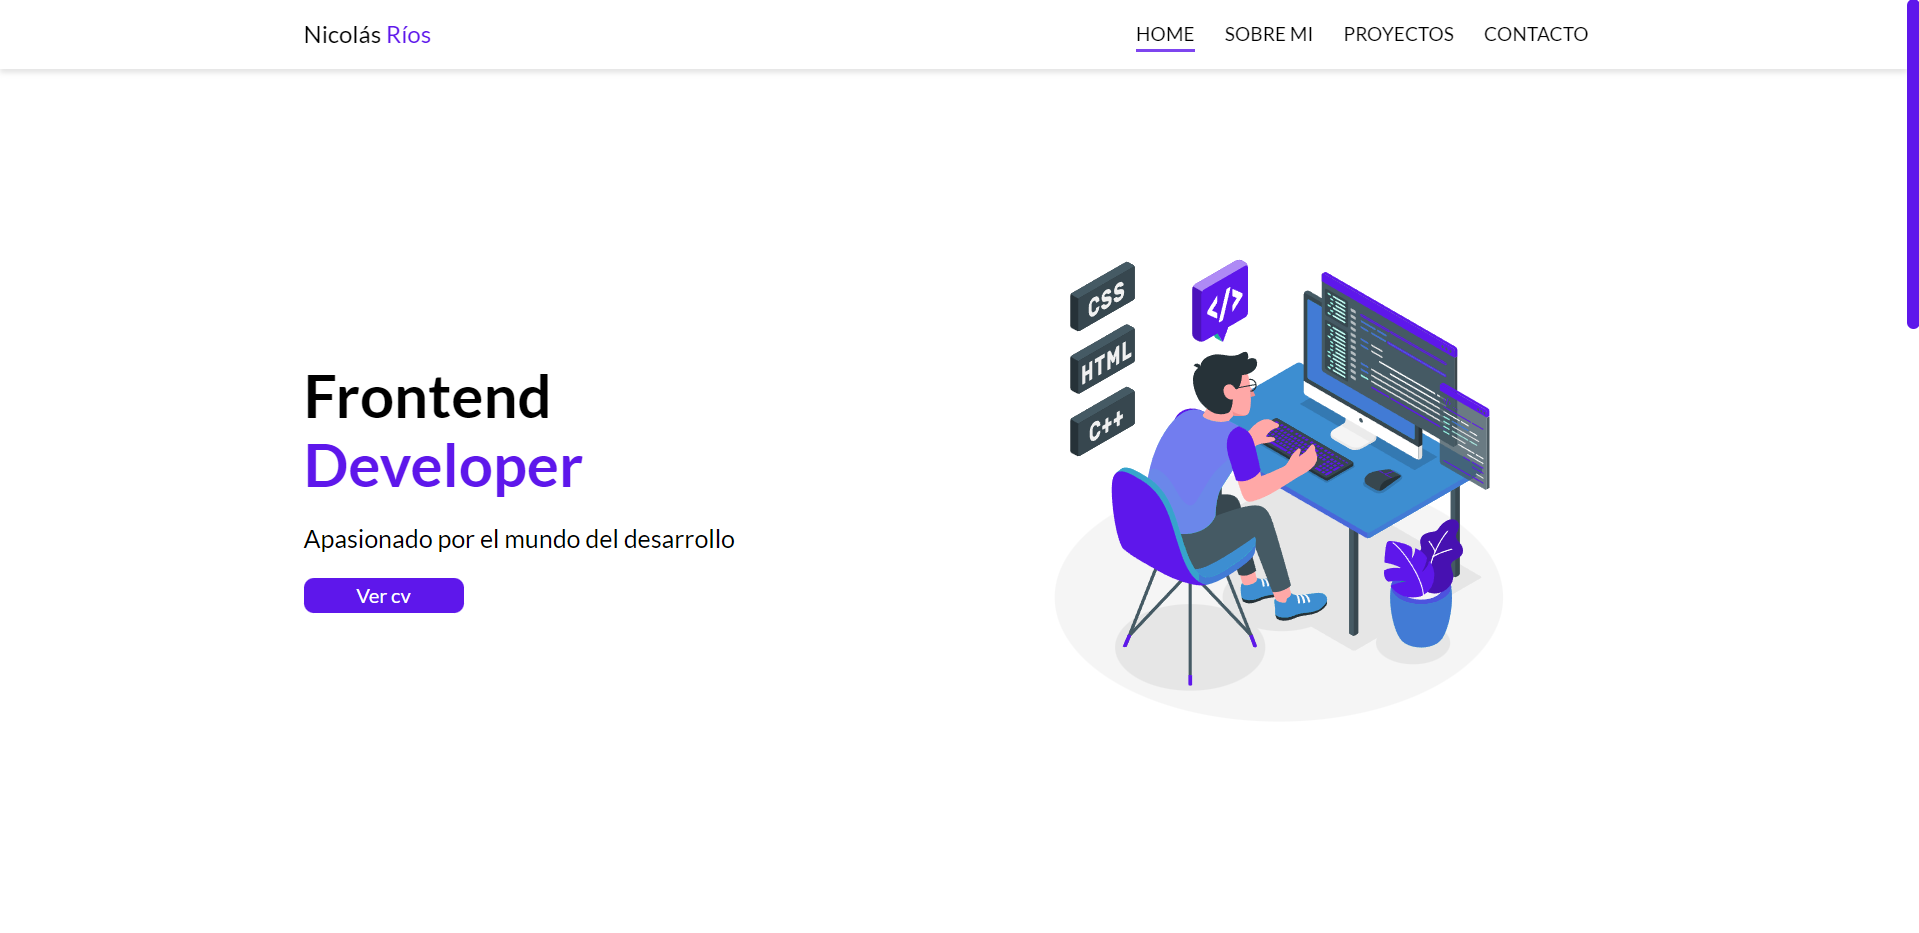 Nicolás Ríos
HOME SOBRE MI PROYECTOS CONTACTO
Frontend
Developer
Apasionado por el mundo del desarrollo
Ver cv
CSS
</>
HTML
C++